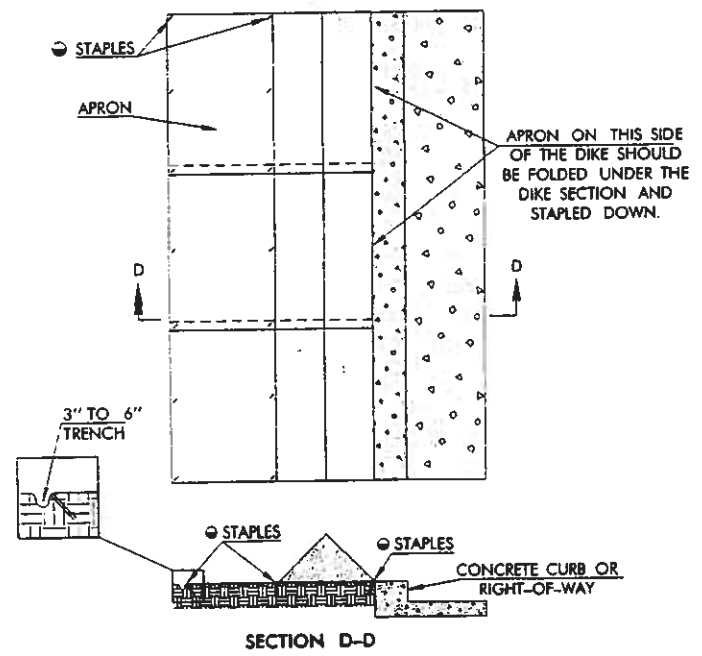 STAPLES
APRON
APRON ON THIS SIDE
OF THE DIKE SHOULD
BE FOLDED UNDER THE
DIKE SECTION AND
STAPLED DOWN.
D
D
3" TO 6"
TRENCH
STAPLES
STAPLES
CONCRETE CURB OR
RIGHT-OF-WAY
SECTION D-D